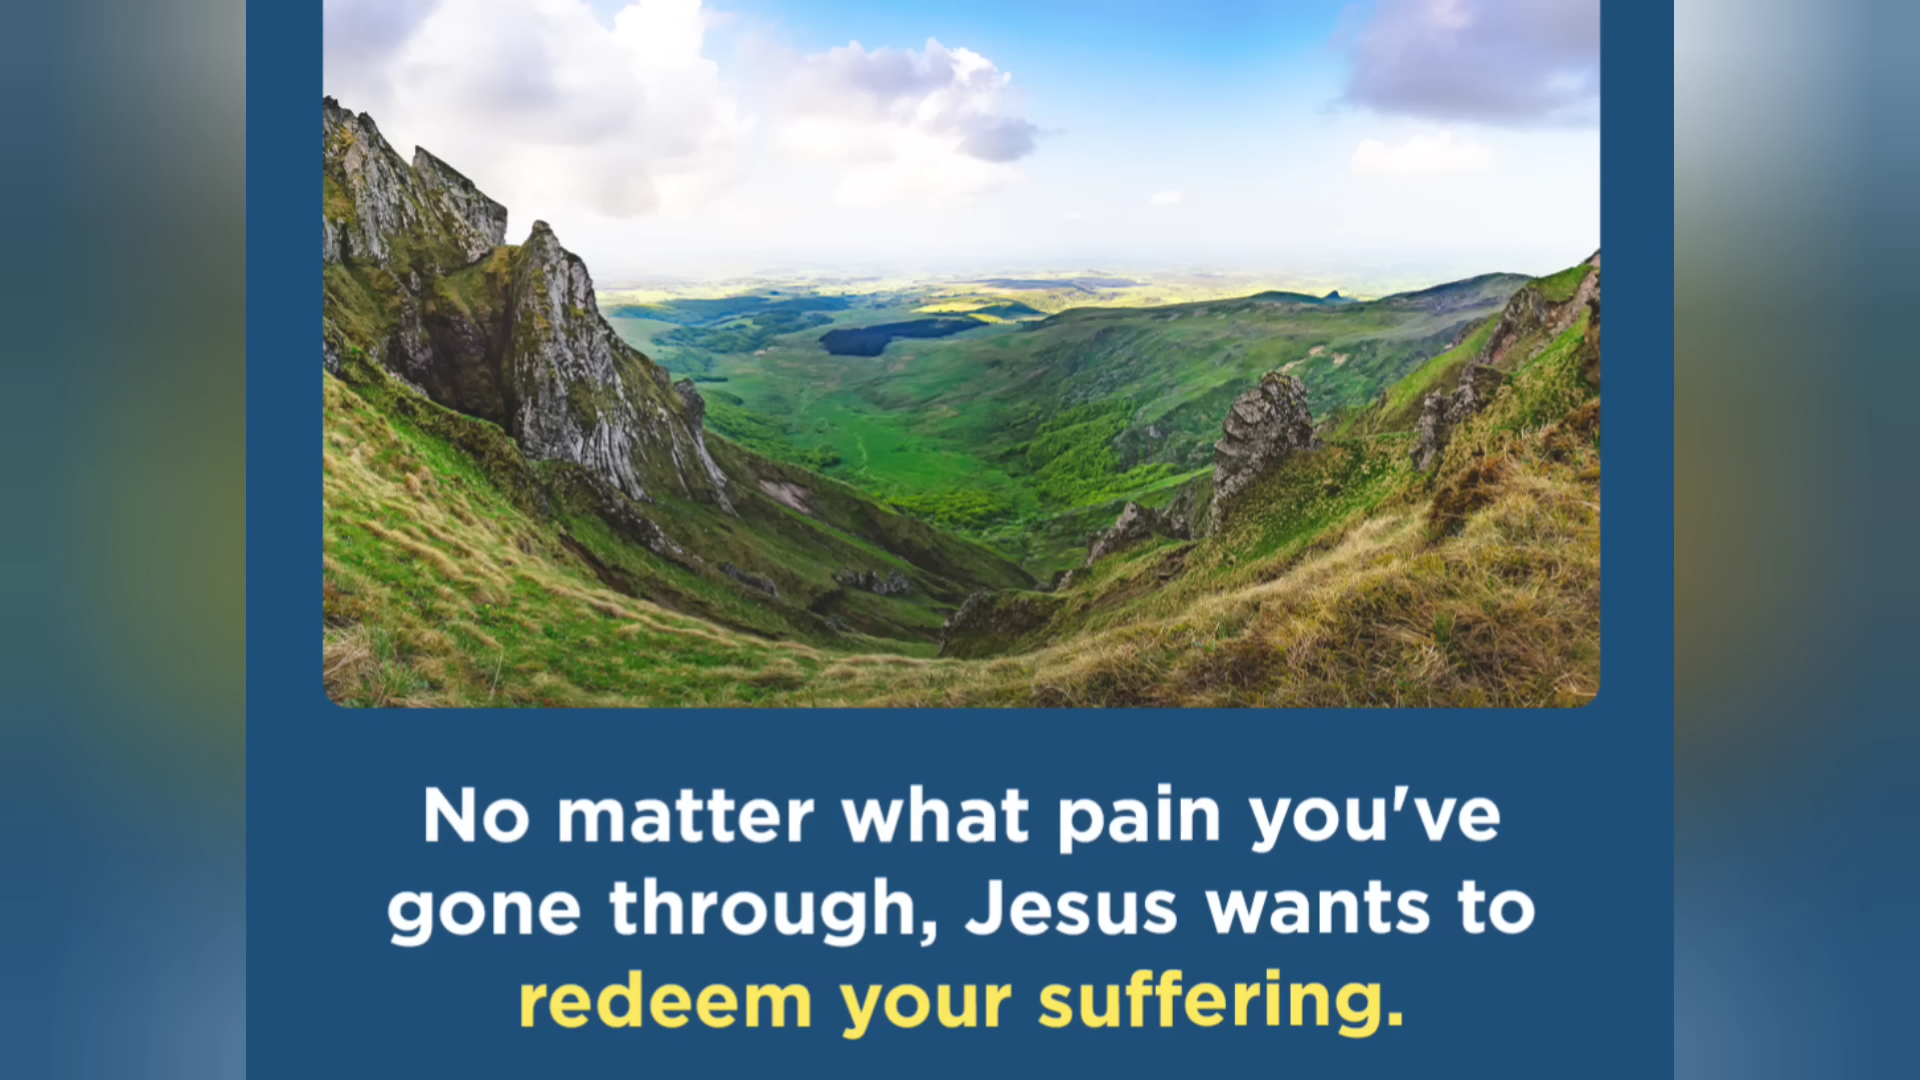 No matter what pain you've
gone through, Jesus wants to
redeem your suffering.